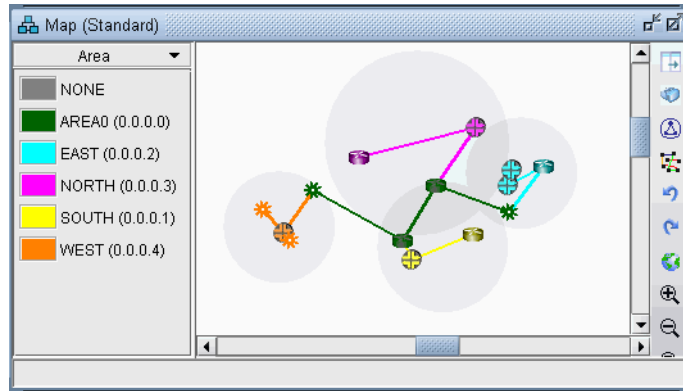 Map (Standard)
Area
NONE
AREA0 (0.0.0.0)
EAST (0.0.0.2)
NORTH (0.0.0.3)
SOUTH (0.0.0.1)
WEST (0.0.0.4)